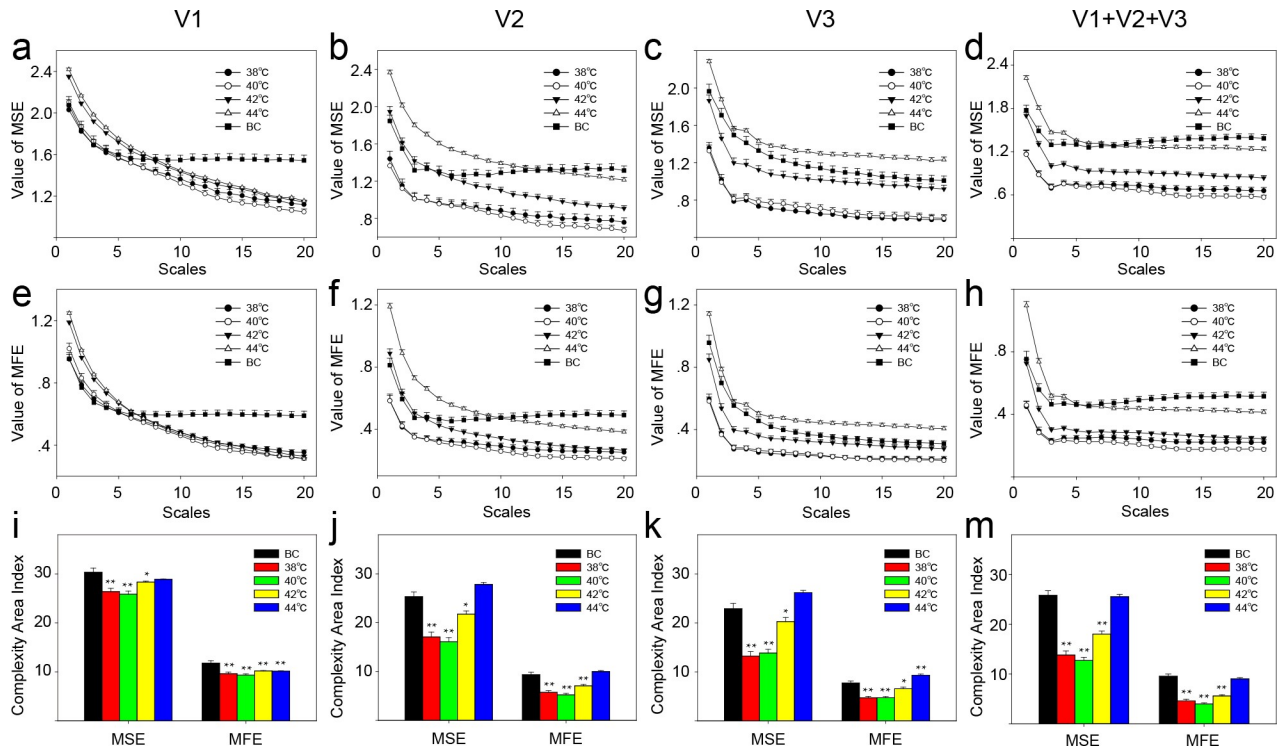 V1 V2 V3 V1+V2+V3
a
Value of MSE
2.4
2.0
1.6
1.2
38℃
40℃
42℃
44℃
BC
0 5 10 15 20
Scales
b
Value of MSE
2.4
2.0
1.6
1.2
.8
38℃
40℃
42℃
44℃
BC
0 5 10 15 20
Scales
c
Value of MSE
2.4
2.0
1.6
1.2
.8
38℃
40℃
42℃
44℃
BC
0 5 10 15 20
Scales
d
Value of MSE
2.4
1.8
1.2
.6
38℃
40℃
42℃
44℃
BC
0 5 10 15 20
Scales
e
Value of MFE
1.2
.8
.4
38℃
40℃
42℃
44℃
BC
0 5 10 15 20
Scales
f
Value of MFE
1.2
.8
.4
38℃
40℃
42℃
44℃
BC
0 5 10 15 20
Scales
g
Value of MFE
1.2
.8
.4
38℃
40℃
42℃
44℃
BC
0 5 10 15 20
Scales
h
Value of MFE
1.0
.8
.4
38℃
40℃
42℃
44℃
BC
0 5 10 15 20
Scales
i
Complexity Area Index
30
20
10
0
BC
38℃
40℃
42℃
44℃
** ** *
** ** ** **
MSE MFE
j
Complexity Area Index
30
20
10
0
BC
38℃
40℃
42℃
44℃
** ** *
** ** **
MSE MFE
k
Complexity Area Index
30
20
10
0
BC
38℃
40℃
42℃
44℃
** ** *
** ** * **
MSE MFE
m
Complexity Area Index
30
20
10
0
BC
38℃
40℃
42℃
44℃
** ** **
** ** **
MSE MFE